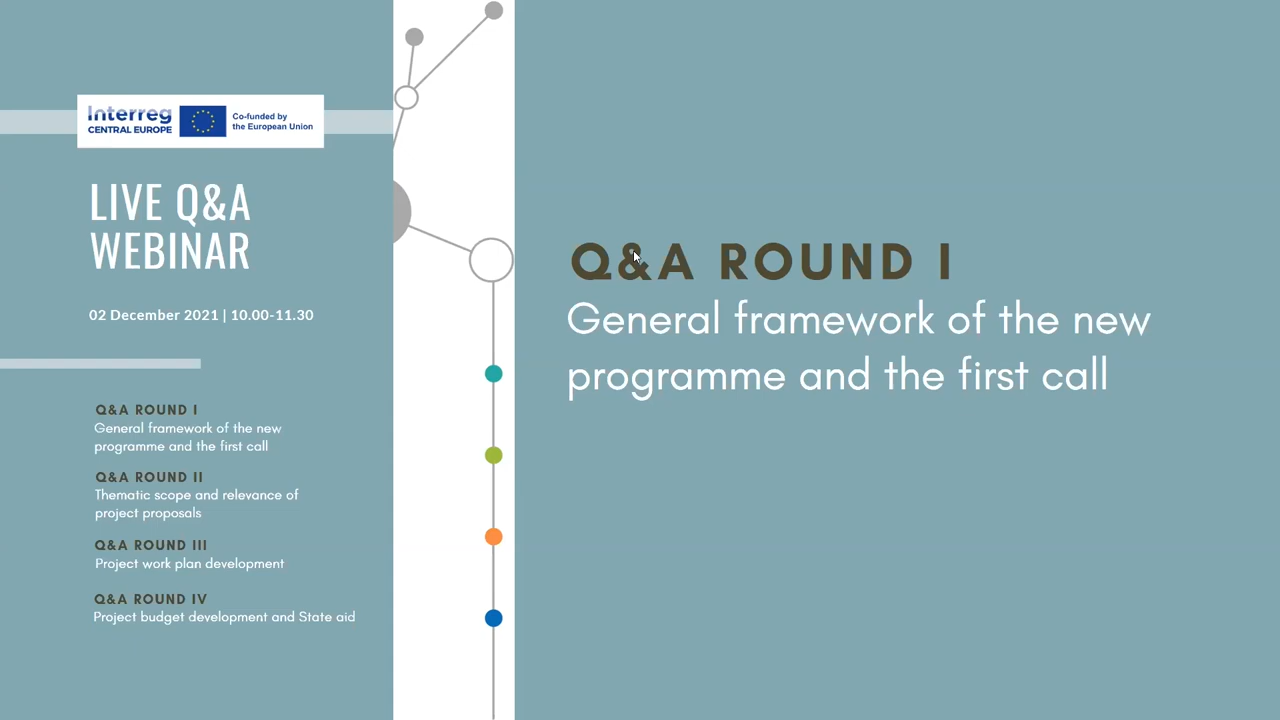 Interreg
CENTRAL EUROPE
Co-funded by
the European Union
LIVE Q&A
WEBINAR
02 December 2021 | 10.00-11.30
Q&A ROUND I
General framework of the new
programme and the first call
Q&A ROUND II
Thematic scope and relevance of
project proposals
Q&A ROUND III
Project work plan development
Q&A ROUND IV
Project budget development and State aid
Q&A ROUND I
General framework of the new
programme and the first call